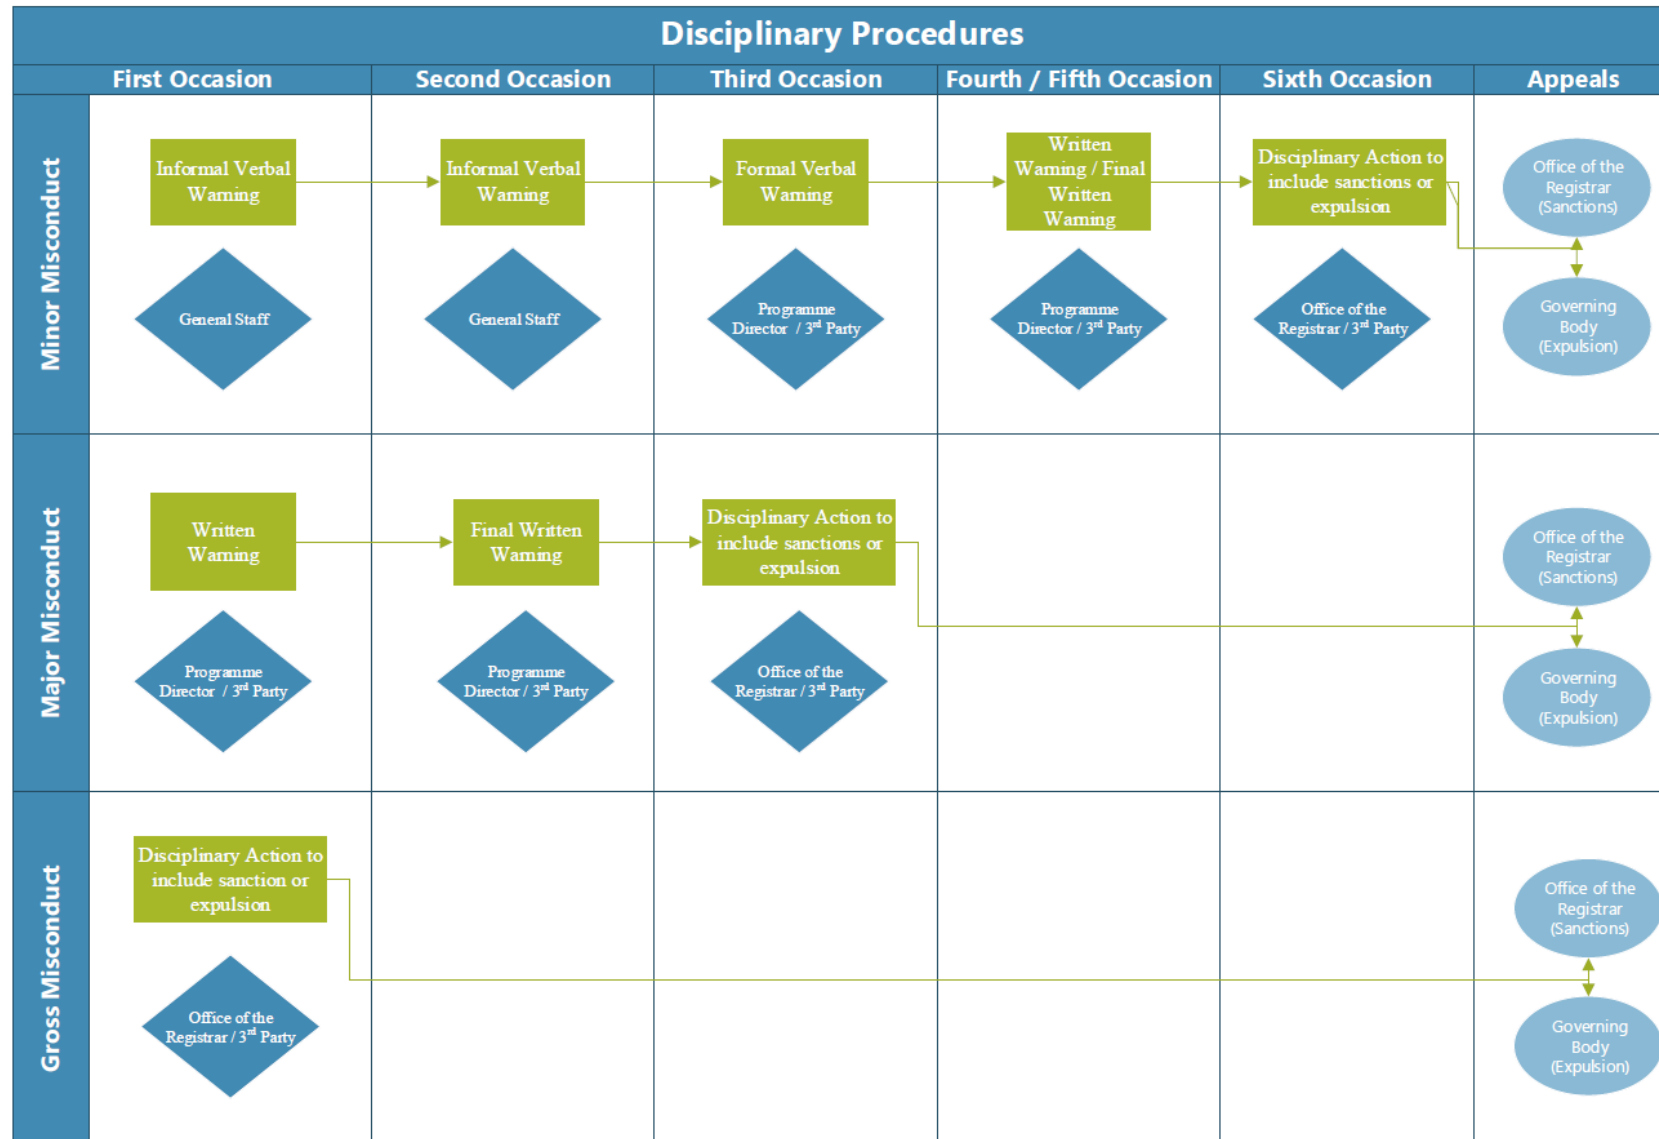 Disciplinary Procedures
First Occasion
Second Occasion
Third Occasion
Fourth / Fifth Occasion
Sixth Occasion
Appeals
Minor Misconduct
Informal Verbal
Warning
Informal Verbal
Warning
Formal Verbal
Warning
Written
Warning / Final
Written
Warning
Disciplinary Action to
include sanctions or
expulsion
Office of the
Registrar
(Sanctions)
General Staff
General Staff
Programme
Director / 3rd Party
Programme
Director / 3rd Party
Office of the
Registrar / 3rd Party
Governing
Body
(Expulsion)
Major Misconduct
Written
Warning
Final Written
Warning
Disciplinary Action to
include sanctions or
expulsion
Office of the
Registrar
(Sanctions)
Programme
Director / 3rd Party
Programme
Director / 3rd Party
Office of the
Registrar / 3rd Party
Governing
Body
(Expulsion)
Gross Misconduct
Disciplinary Action to
include sanction or
expulsion
Office of the
Registrar
(Sanctions)
Office of the
Registrar / 3rd Party
Governing
Body
(Expulsion)